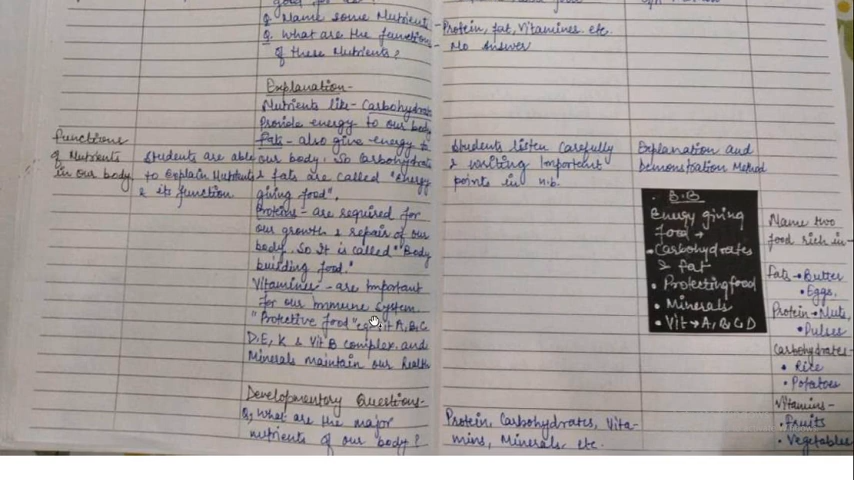 Q Name some Nutrients-
Q. What are the functions
of these Nutrients?
Explanation-
Nutrients like - Carbohydrates
Provide energy to our body
Fats - also give energy to
our body. So Carbohydrates
& fats are called "energy
giving food".
Proteins - are required for
our growth & repair of our
body. So It is called "Body
building food."
Vitamines - are Important
for our Immune System
"Protective food" eg Vit A, B, C
D, E, K & Vit B complex and
Minerals maintain our health
Developmentory Questions-
Q, What are the major
nutrients of our body?
Functions
of Nutrients
in our body
Students are able
to Explain Nutrients
& its function
Protein, fat, Vitamines. etc.
No Answer
Students listen carefully
& writing Important
points in n.b.
Protein, Carbohydrates, Vita-
mins, Minerals. etc.
Explanation and
Demonstration Method
B.B
Energy giving
food →
• Carbohydrates
& fat
• Protecting food
• Minerals
• Vit → A, B, C, D
Name two
food rich in-
Fats → Butter
• Eggs,
Protein → Nuts,
• Pulses
Carbohydrates-
• Rice
• Potatoes
Vitamins-
• Fruits
• Vegetables